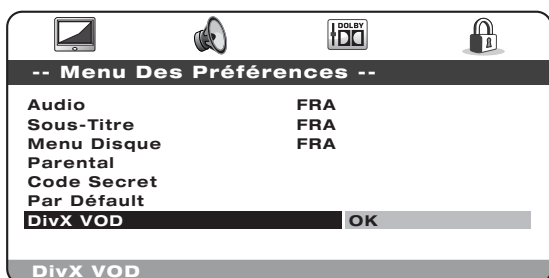 DOLBY
-- Menu Des Préférences --
Audio FRA
Sous-Titre FRA
Menu Disque FRA
Parental
Code Secret
Par Défault
DivX VOD OK
DivX VOD